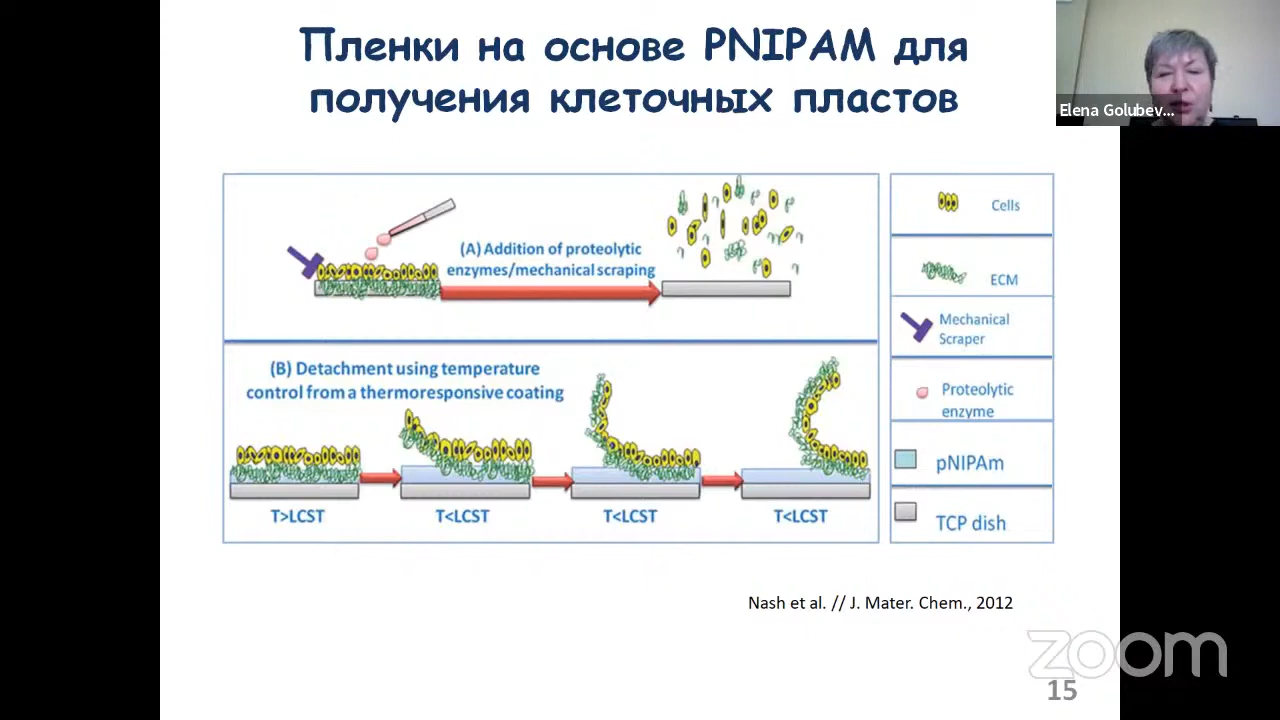 Пленки на основе PNIPAM для
получения клеточных пластов
Elena Golubev...
(A) Addition of proteolytic
enzymes/mechanical scraping
(B) Detachment using temperature
control from a thermoresponsive coating
T>LCST
T<LCST
T<LCST
T<LCST
Cells
ECM
Mechanical
Scraper
Proteolytic
enzyme
pNIPAm
TCP dish
Nash et al. // J. Mater. Chem., 2012
zoom
15